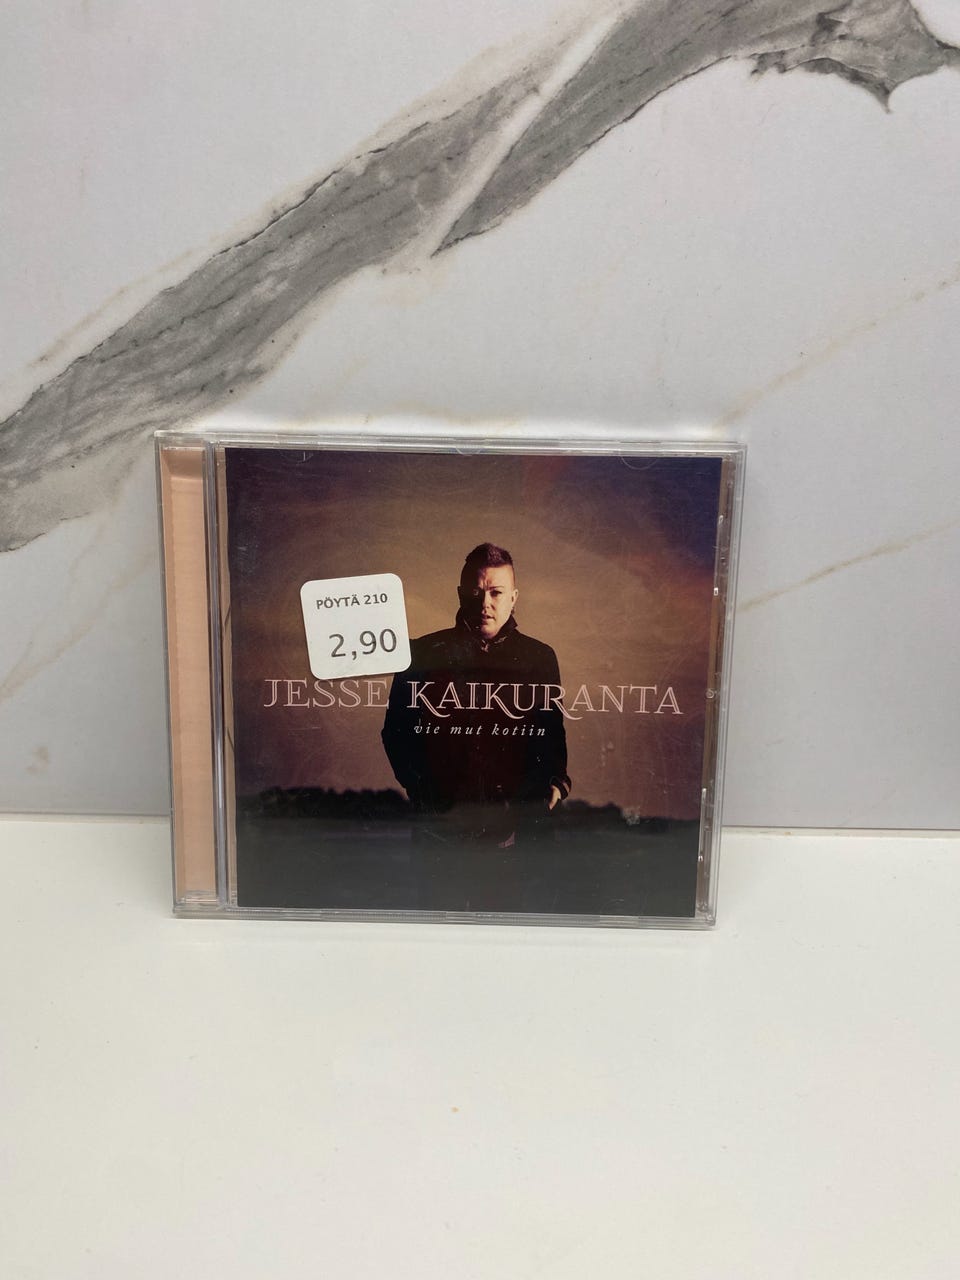 PÖYTÄ 210
2,90
JESSE KAIKURANTA
vie mut kotiin